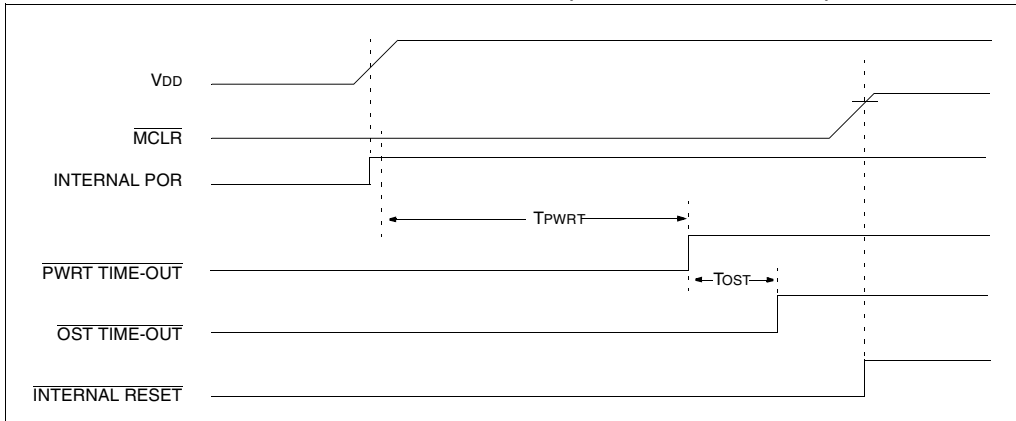 VDD
MCLR
INTERNAL POR
TPWRT
PWRT TIME-OUT
TOST
OST TIME-OUT
INTERNAL RESET